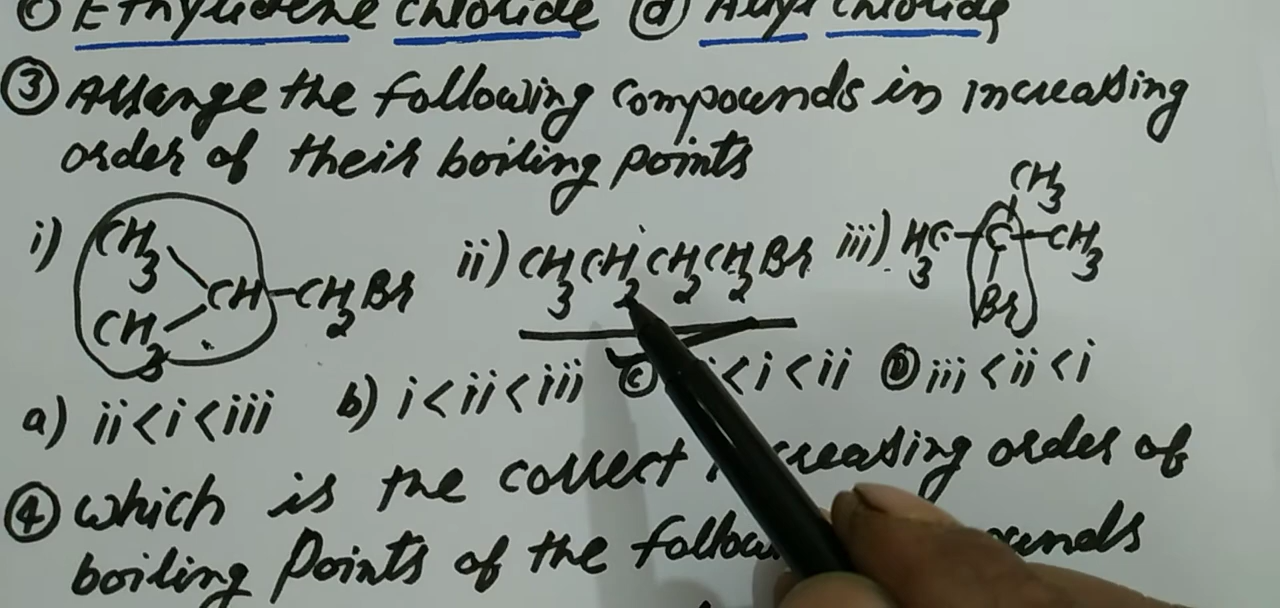 c) Ethylidene chloride d) Allyl chloride
3 Arrange the following compounds in increasing
order of their boiling points
i) CH3 CH3 CH-CH2Br ii) CH3CH2CH2CH2Br iii) H3C-C-CH3 CH3 Br
a) ii<i<iii b) i<ii<iii c) i<i<ii D iii<ii<i
4 which is the correct increasing order of
boiling points of the